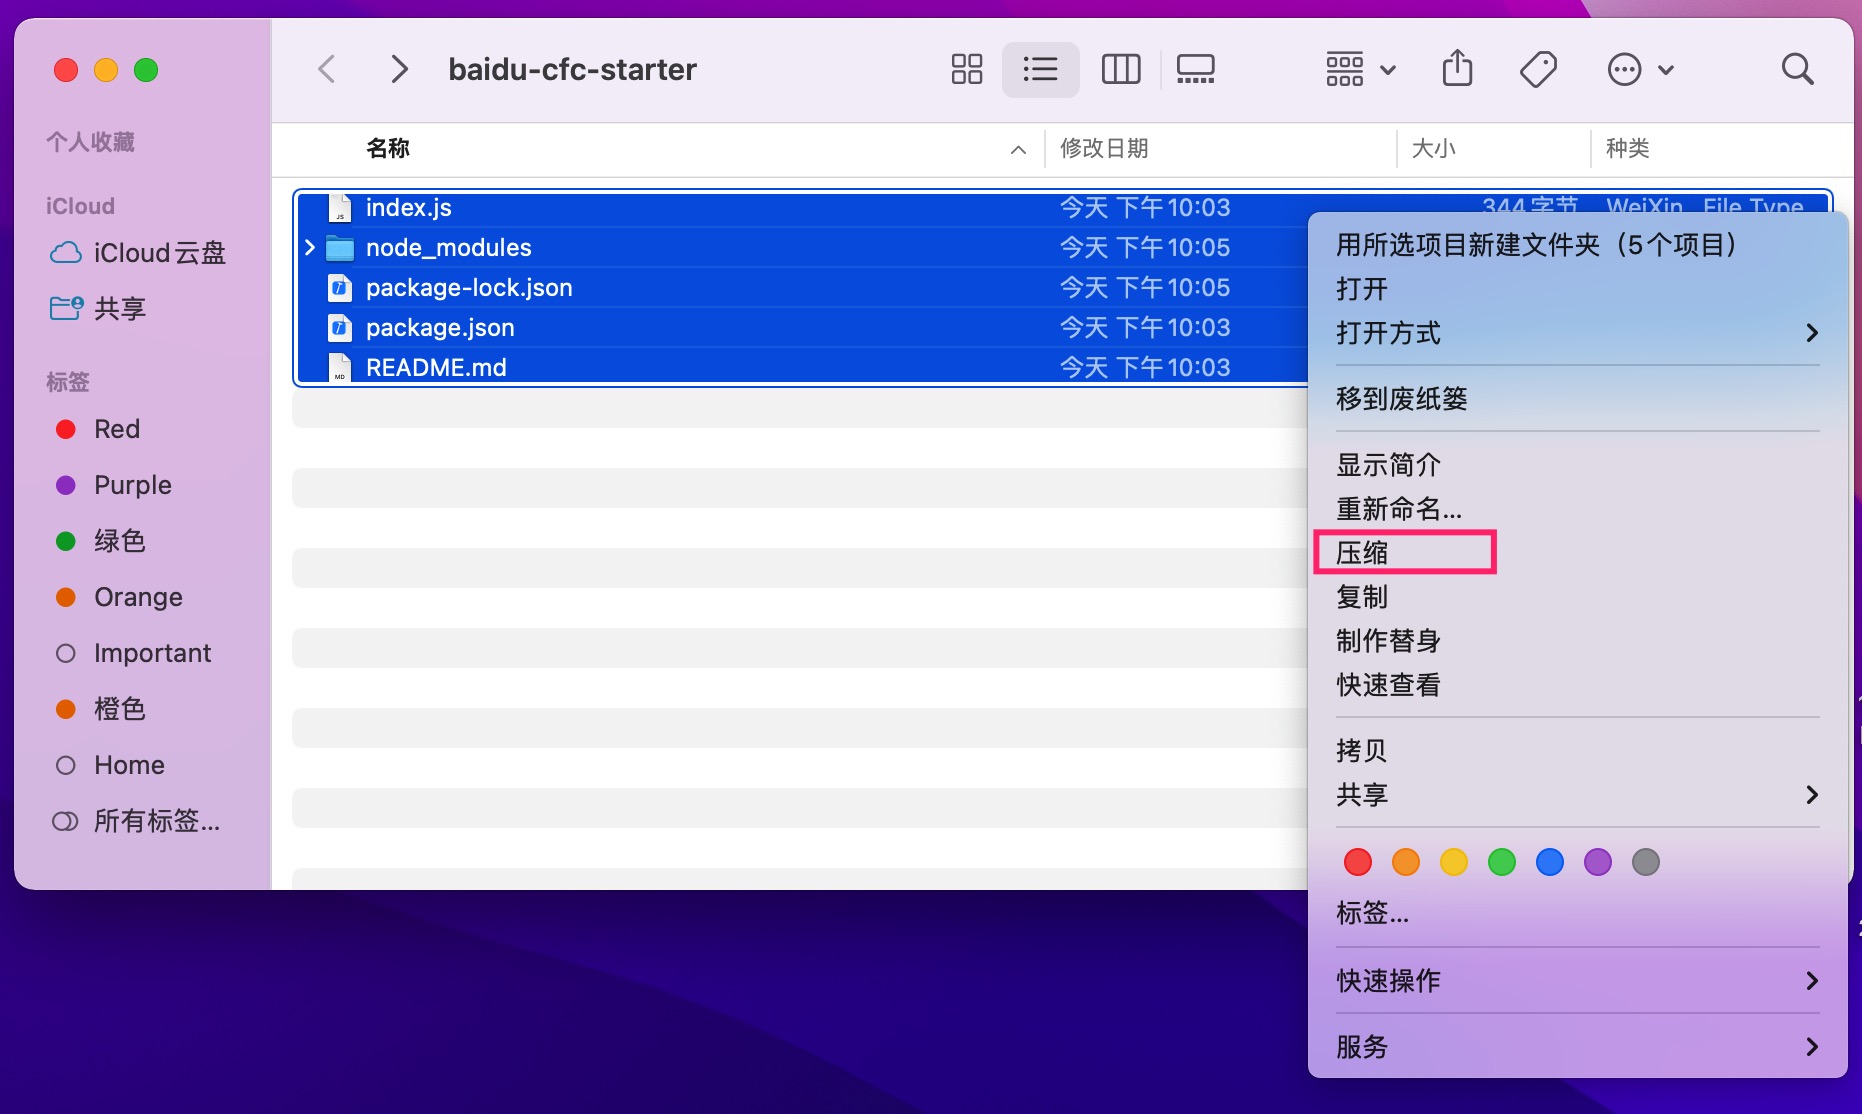 baidu-cfc-starter
个人收藏
iCloud
iCloud云盘
共享
标签
Red
Purple
绿色
Orange
Important
橙色
Home
所有标签...
名称 修改日期 大小 种类
index.js 今天 下午10:03 344 字节 WeiXin...File Type
node_modules 今天 下午10:05
package-lock.json 今天 下午10:05
package.json 今天 下午10:03
README.md 今天 下午10:03
用所选项目新建文件夹（5个项目）
打开
打开方式
移到废纸篓
显示简介
重新命名...
压缩
复制
制作替身
快速查看
拷贝
共享
标签...
快速操作
服务